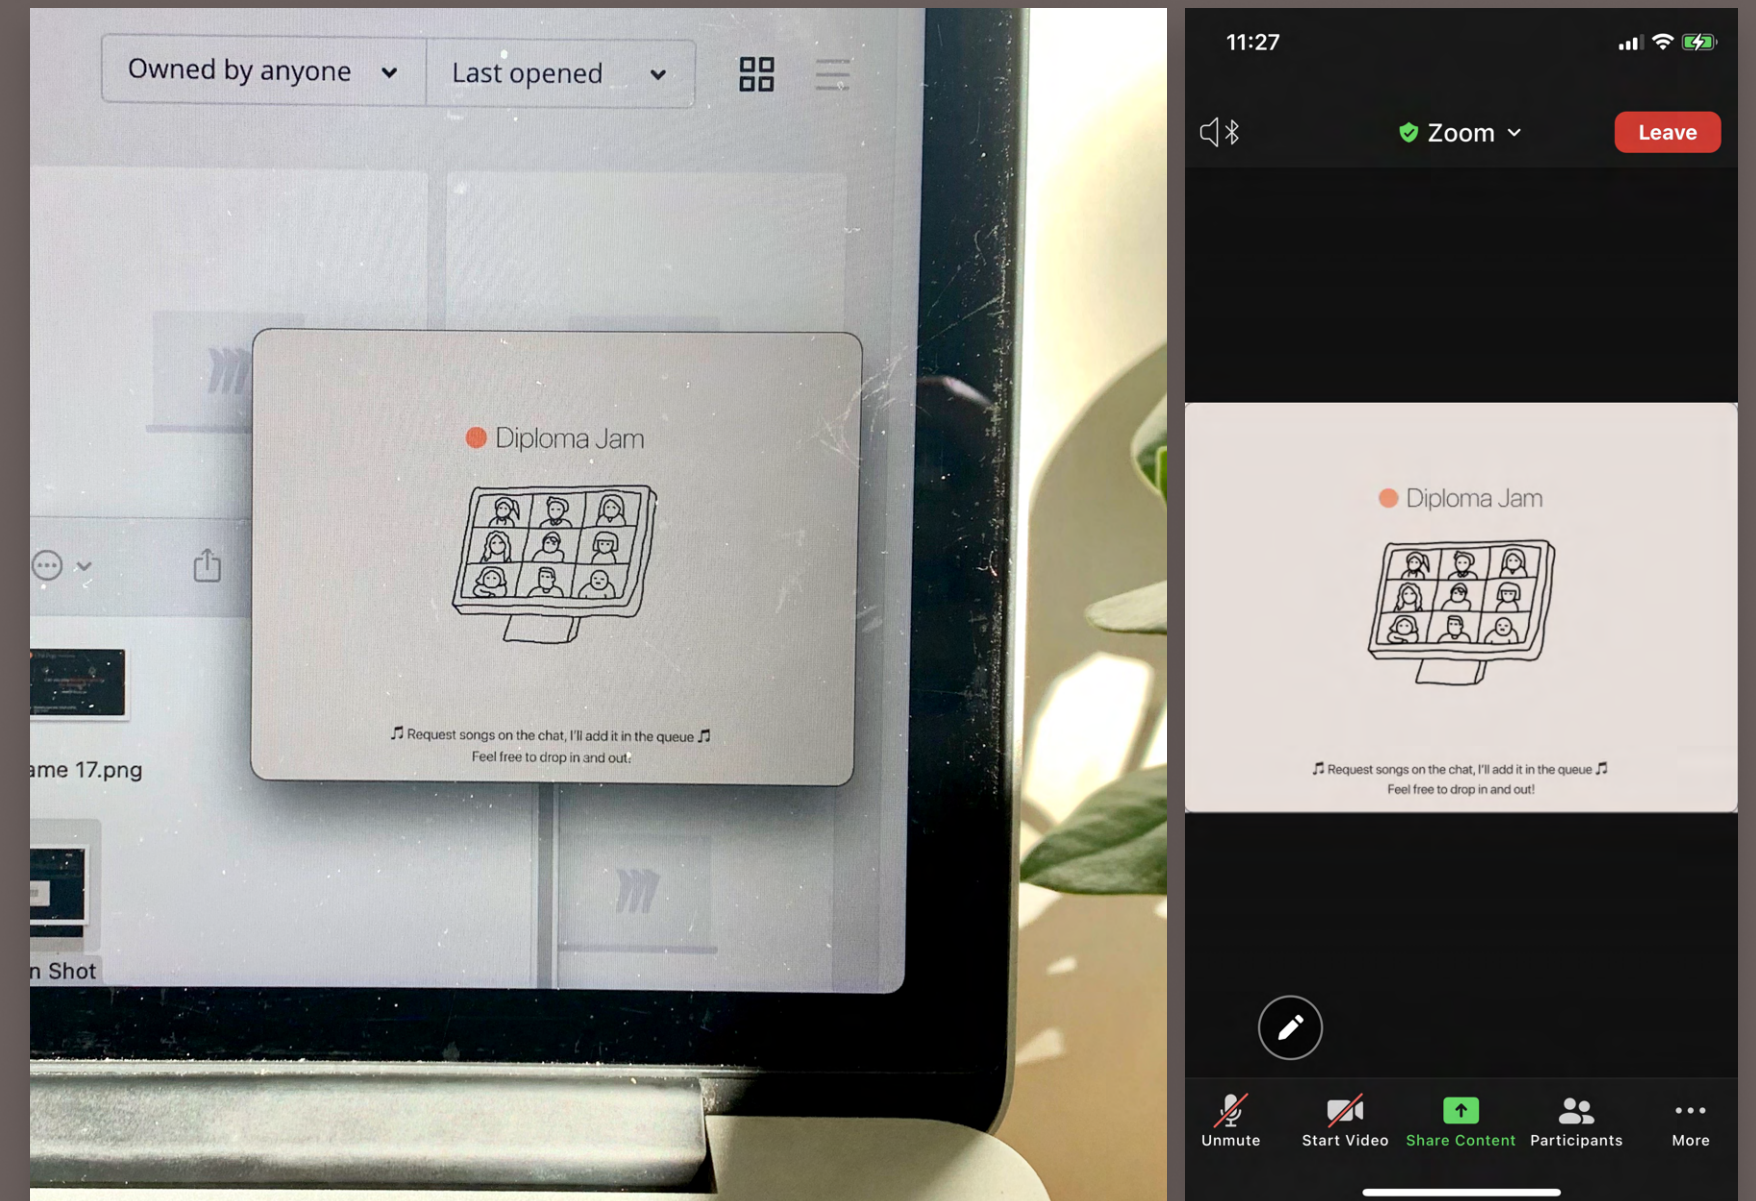 Owned by anyone
Last opened
Diploma Jam
🎵 Request songs on the chat, I'll add it in the queue 🎵
Feel free to drop in and out!
ame 17.png
n Shot
11:27
Zoom
Leave
Diploma Jam
🎵 Request songs on the chat, I'll add it in the queue 🎵
Feel free to drop in and out!
Unmute
Start Video
Share Content
Participants
More